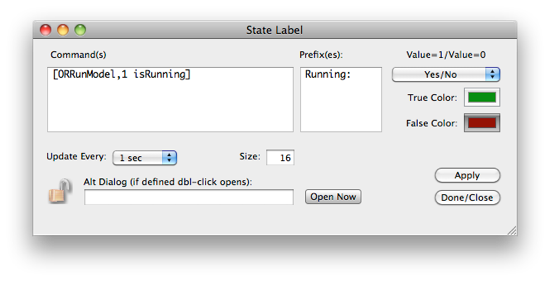 State Label
Command(s) Prefix(es): Value=1/Value=0
[ORRunModel,1 isRunning] Running: Yes/No
True Color:
False Color:
Update Every: 1 sec Size: 16
Alt Dialog (if defined dbl-click opens): Apply
Open Now Done/Close